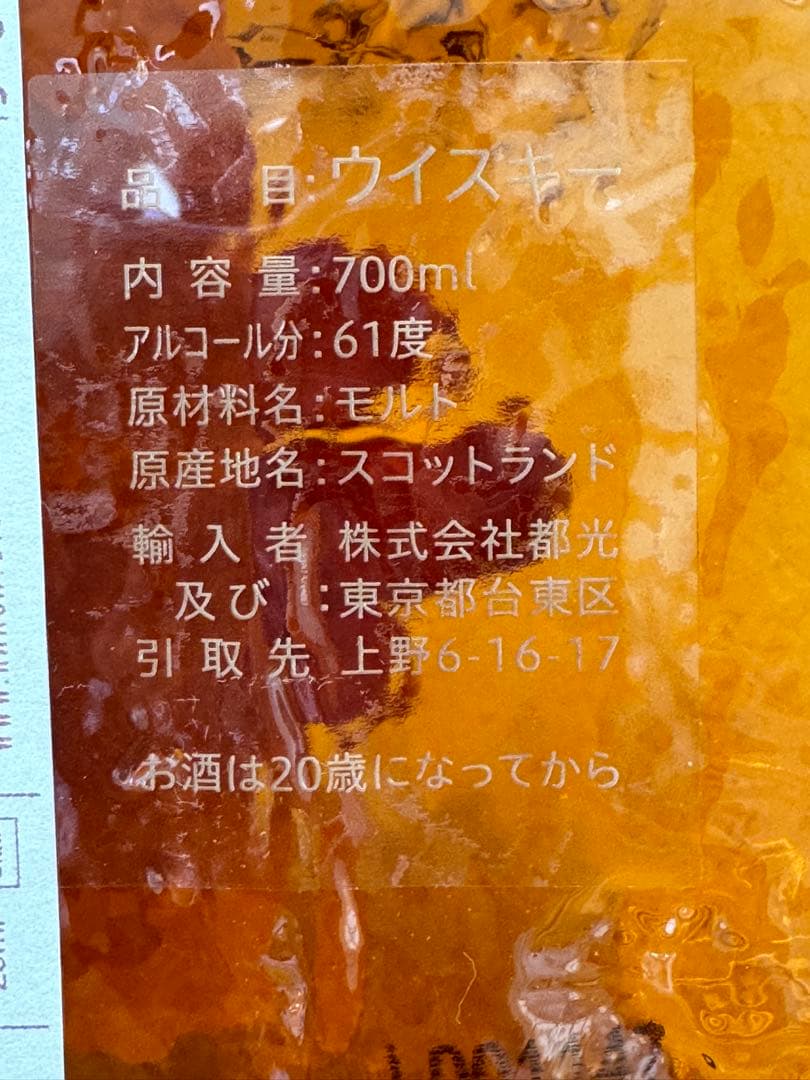 品目:ウイスキー
内容量:700ml
アルコール分:61度
原材料名:モルト
原産地名:スコットランド
輸入者 株式会社都光
及び :東京都台東区
引取先 上野6-16-17
お酒は20歳になってから